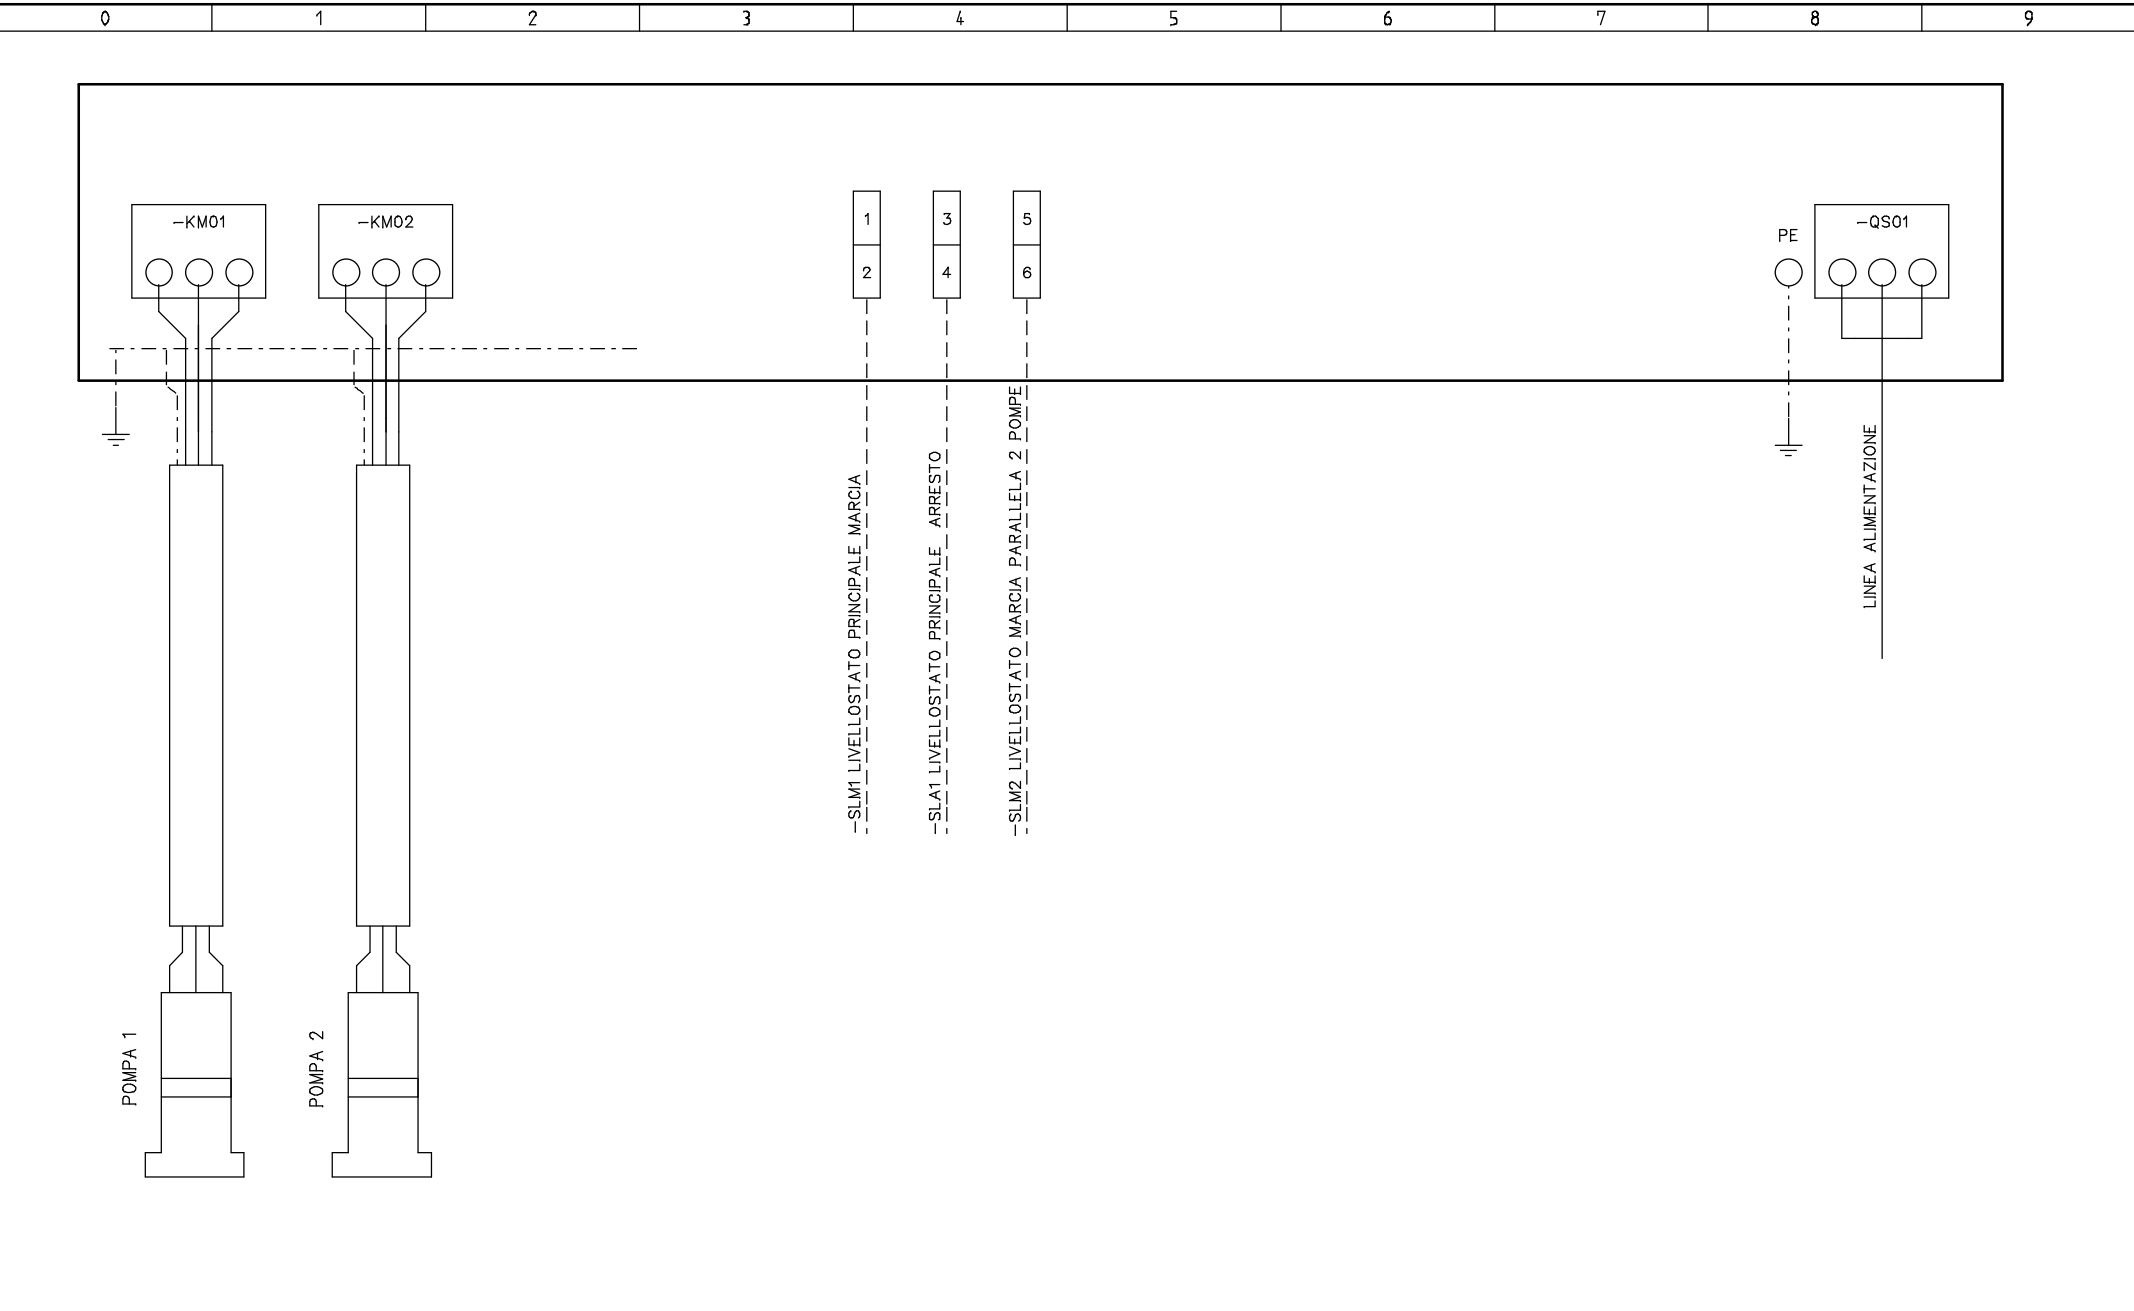 0 1 2 3 4 5 6 7 8 9
-KM01
-KM02
1
2
3
4
5
6
PE
-QS01
-SLM1 LIVELLOSTATO PRINCIPALE MARCIA
-SLA1 LIVELLOSTATO PRINCIPALE ARRESTO
-SLM2 LIVELLOSTATO MARCIA PARALLELA 2 POMPE
LINEA ALIMENTAZIONE
POMPA 1
POMPA 2